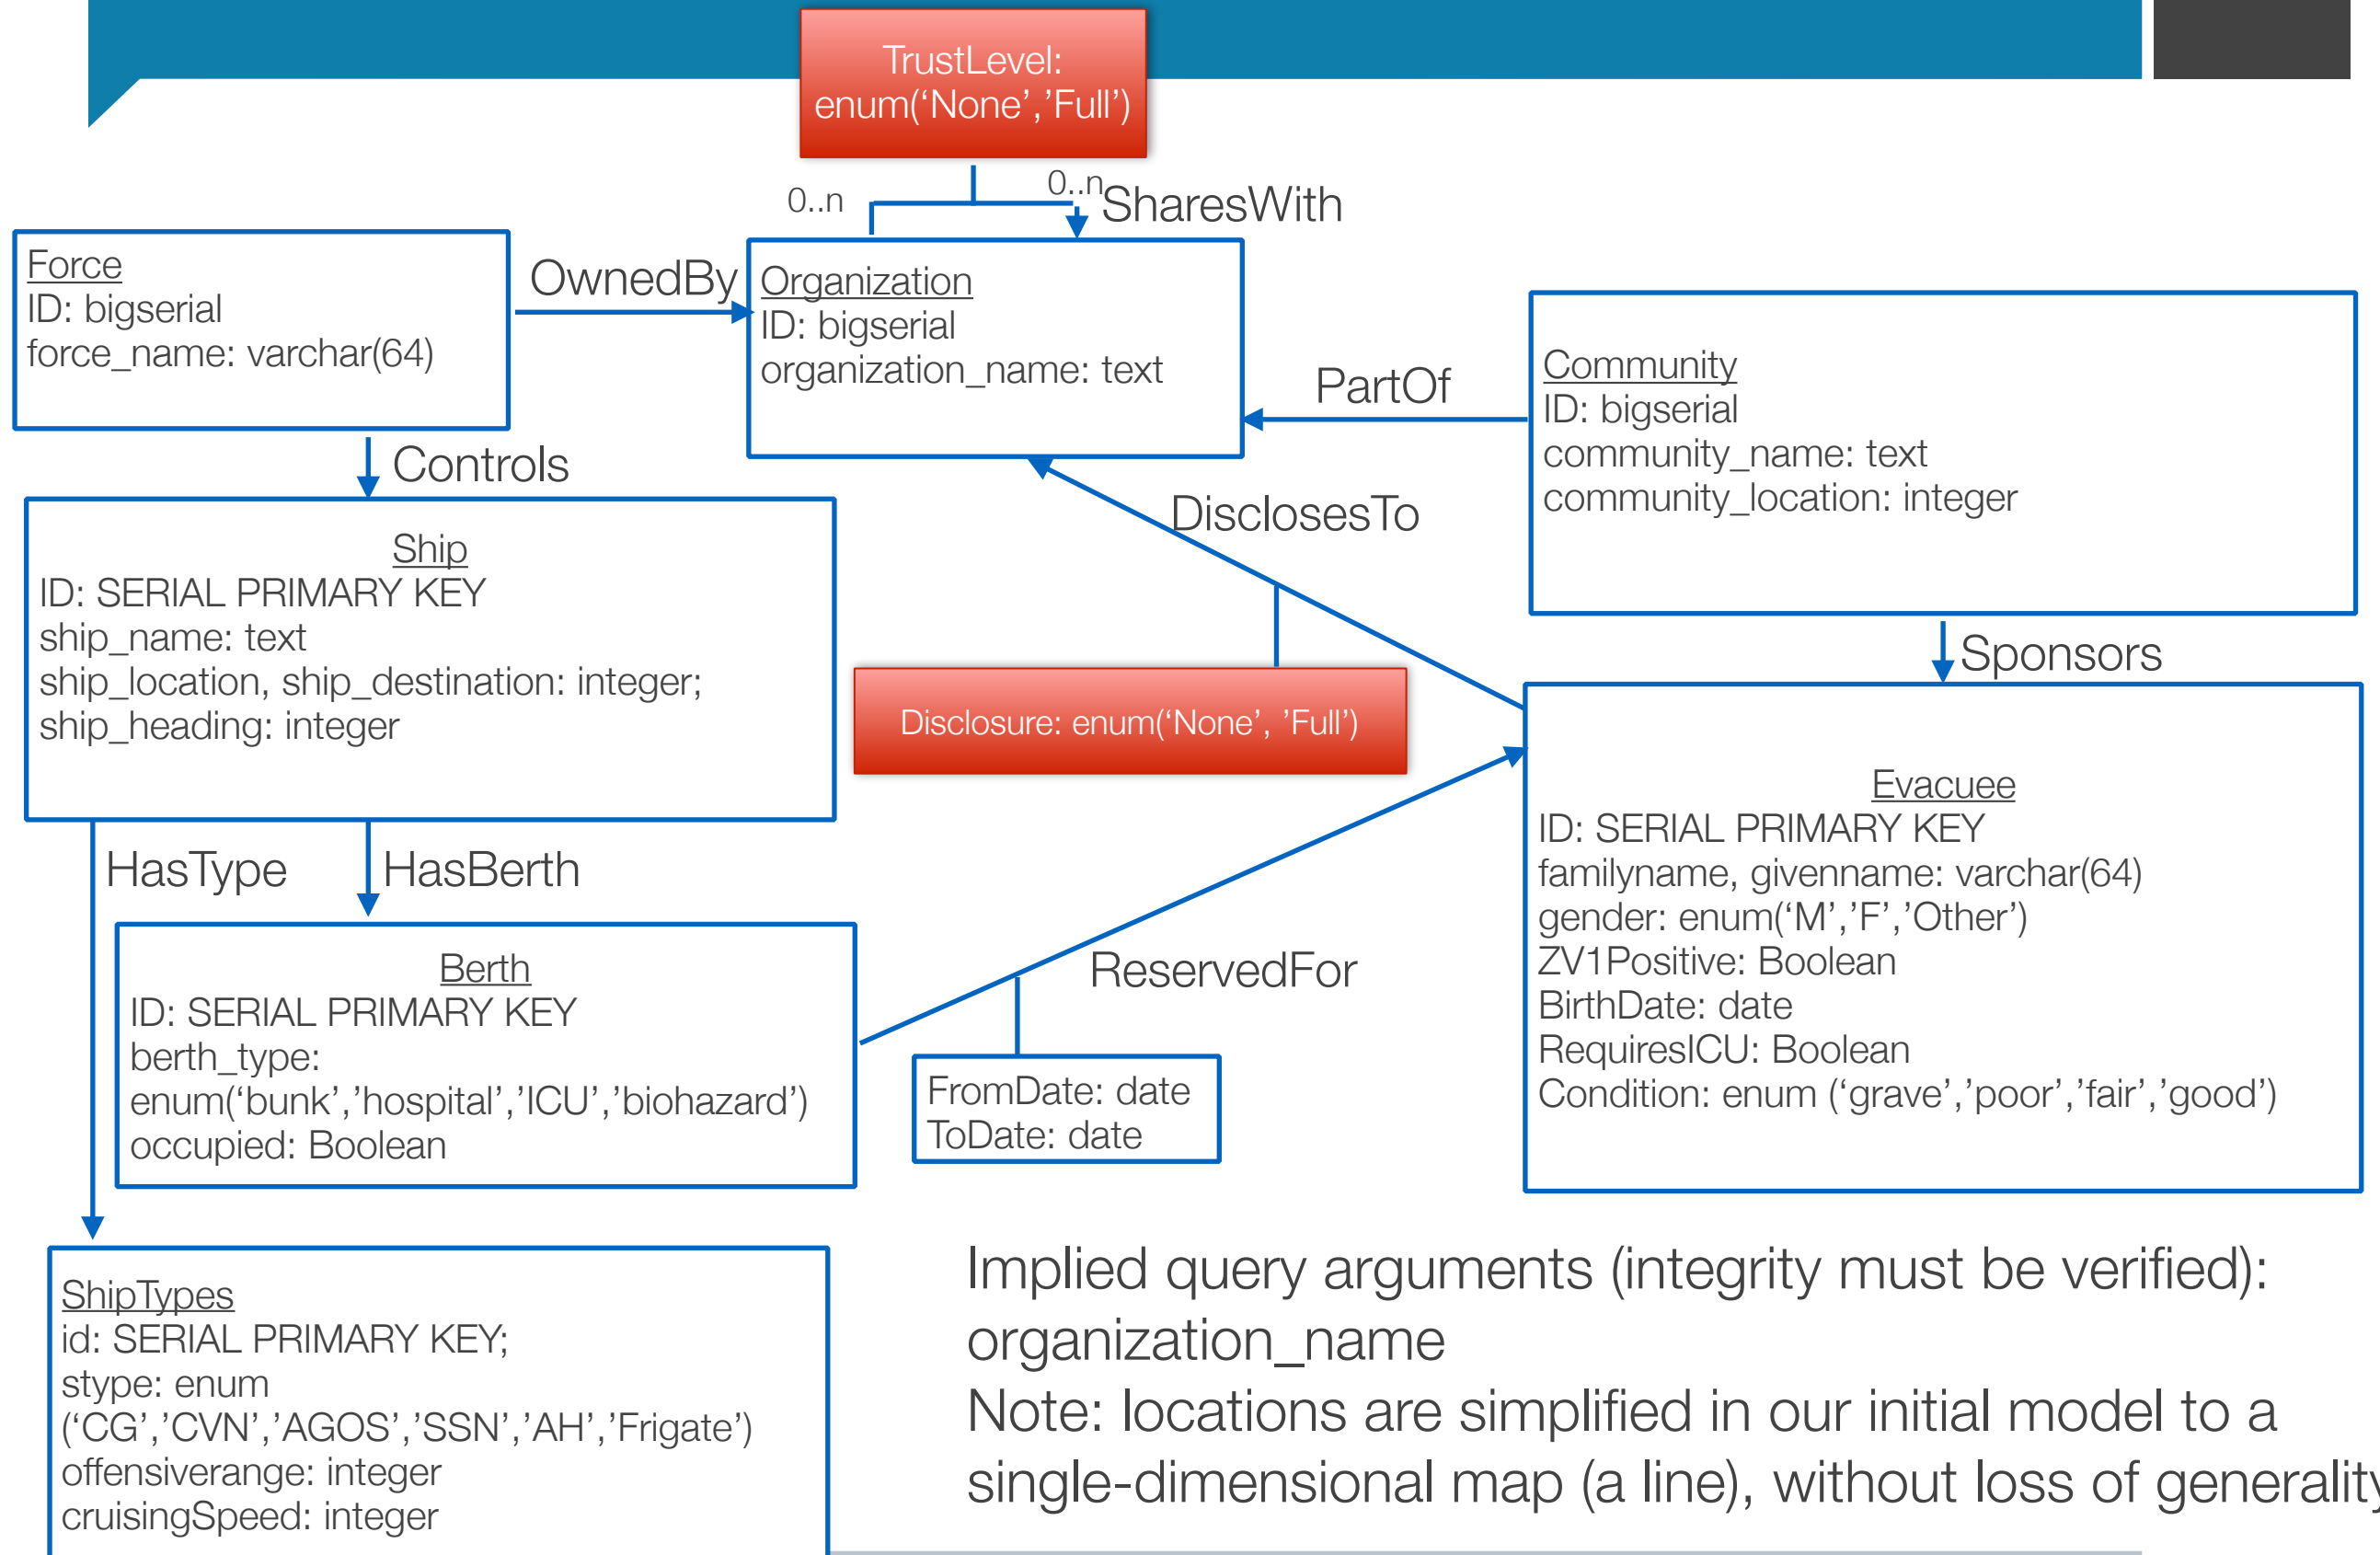 TrustLevel:
enum(‘None’,’Full’)
0..n
0..n
SharesWith
Force
ID: bigserial
force_name: varchar(64)
OwnedBy
Organization
ID: bigserial
organization_name: text
PartOf
Community
ID: bigserial
community_name: text
community_location: integer
Controls
DisclosesTo
Ship
ID: SERIAL PRIMARY KEY
ship_name: text
ship_location, ship_destination: integer;
ship_heading: integer
Disclosure: enum(‘None’, ’Full’)
Sponsors
Evacuee
ID: SERIAL PRIMARY KEY
familyname, givenname: varchar(64)
gender: enum(‘M’,’F’,’Other’)
ZV1Positive: Boolean
BirthDate: date
RequiresICU: Boolean
Condition: enum (‘grave’,’poor’,’fair’,’good’)
HasType
HasBerth
Berth
ID: SERIAL PRIMARY KEY
berth_type:
enum(‘bunk’,’hospital’,’ICU’,’biohazard’)
occupied: Boolean
ReservedFor
FromDate: date
ToDate: date
ShipTypes
id: SERIAL PRIMARY KEY;
stype: enum
(‘CG’,’CVN’,’AGOS’,’SSN’,’AH’,’Frigate’)
offensiverange: integer
cruisingSpeed: integer
Implied query arguments (integrity must be verified):
organization_name
Note: locations are simplified in our initial model to a
single-dimensional map (a line), without loss of generality